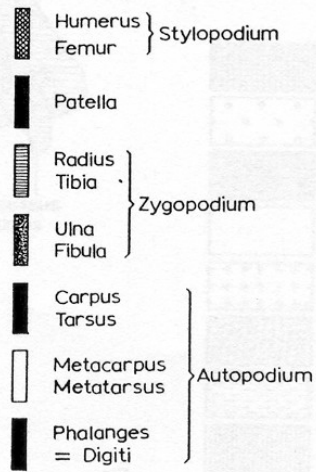 Humerus
Femur
Stylopodium
Patella
Radius
Tibia
Zygopodium
Ulna
Fibula
Carpus
Tarsus
Metacarpus
Metatarsus
Autopodium
Phalanges
= Digiti